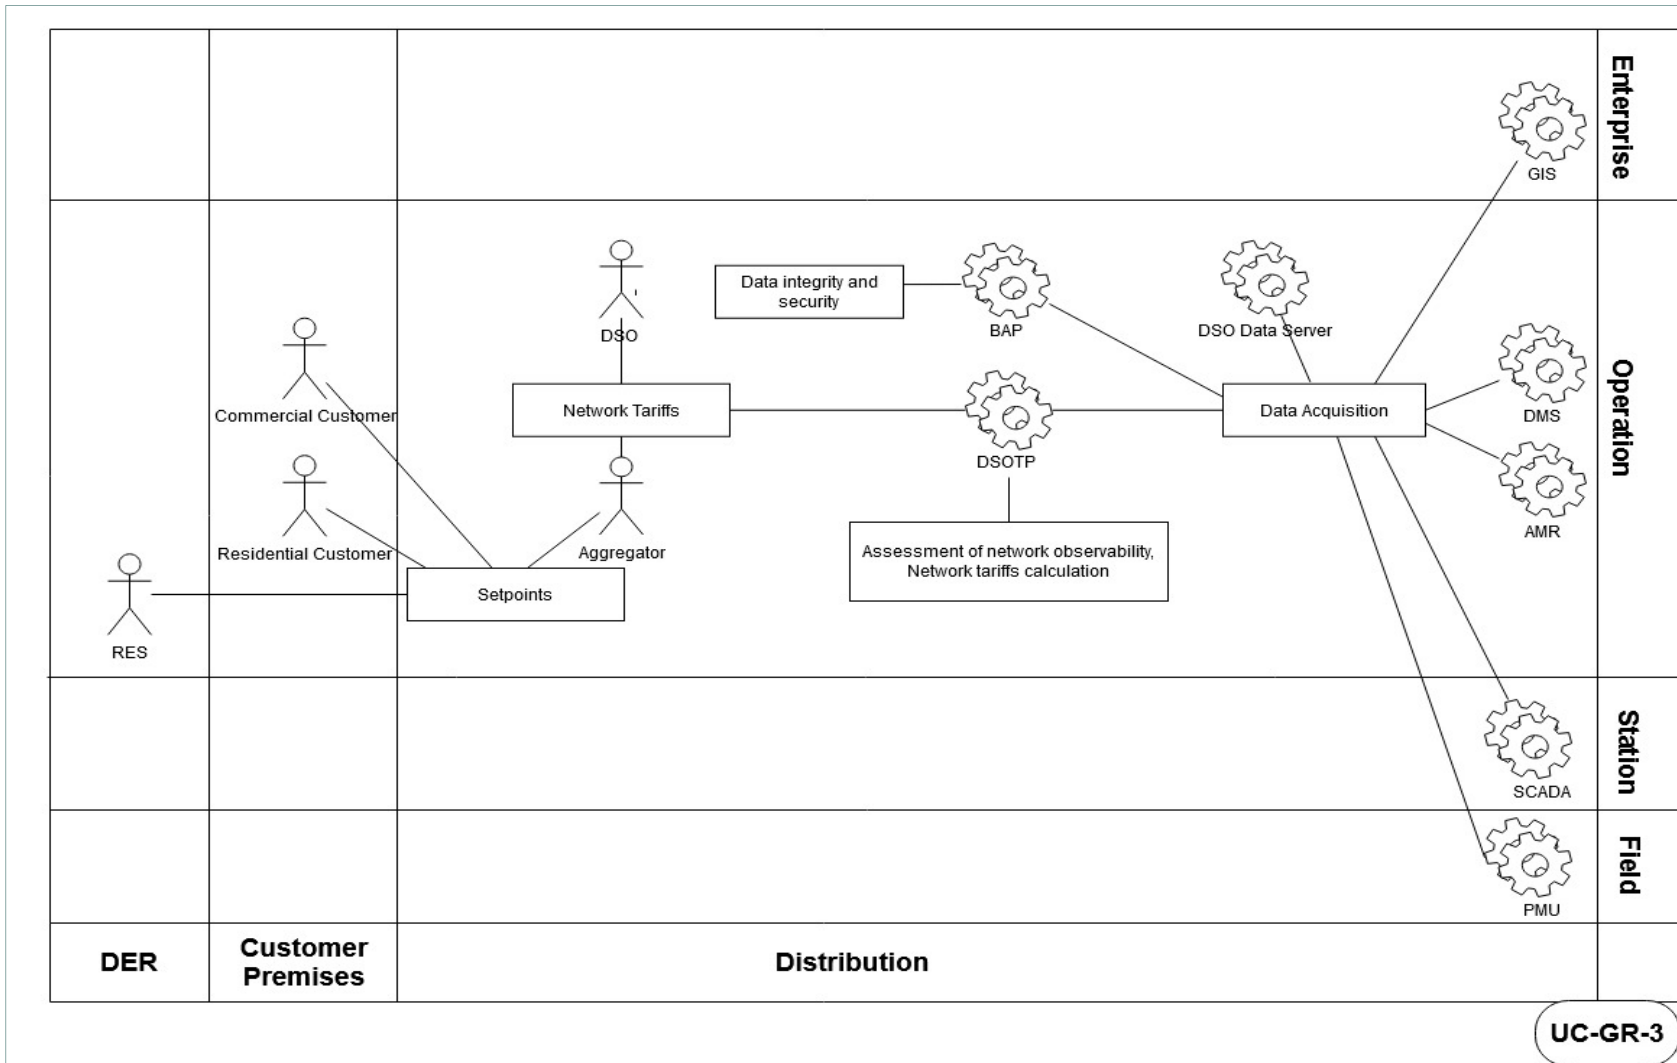 Enterprise
GIS
DSO
Data integrity and
security
BAP
DSO Data Server
Commercial Customer
Network Tariffs
Data Acquisition
DMS
Operation
DSOTP
Residential Customer
Aggregator
AMR
Assessment of network observability,
Network tariffs calculation
Setpoints
RES
Station
SCADA
Field
PMU
DER
Customer
Premises
Distribution
UC-GR-3